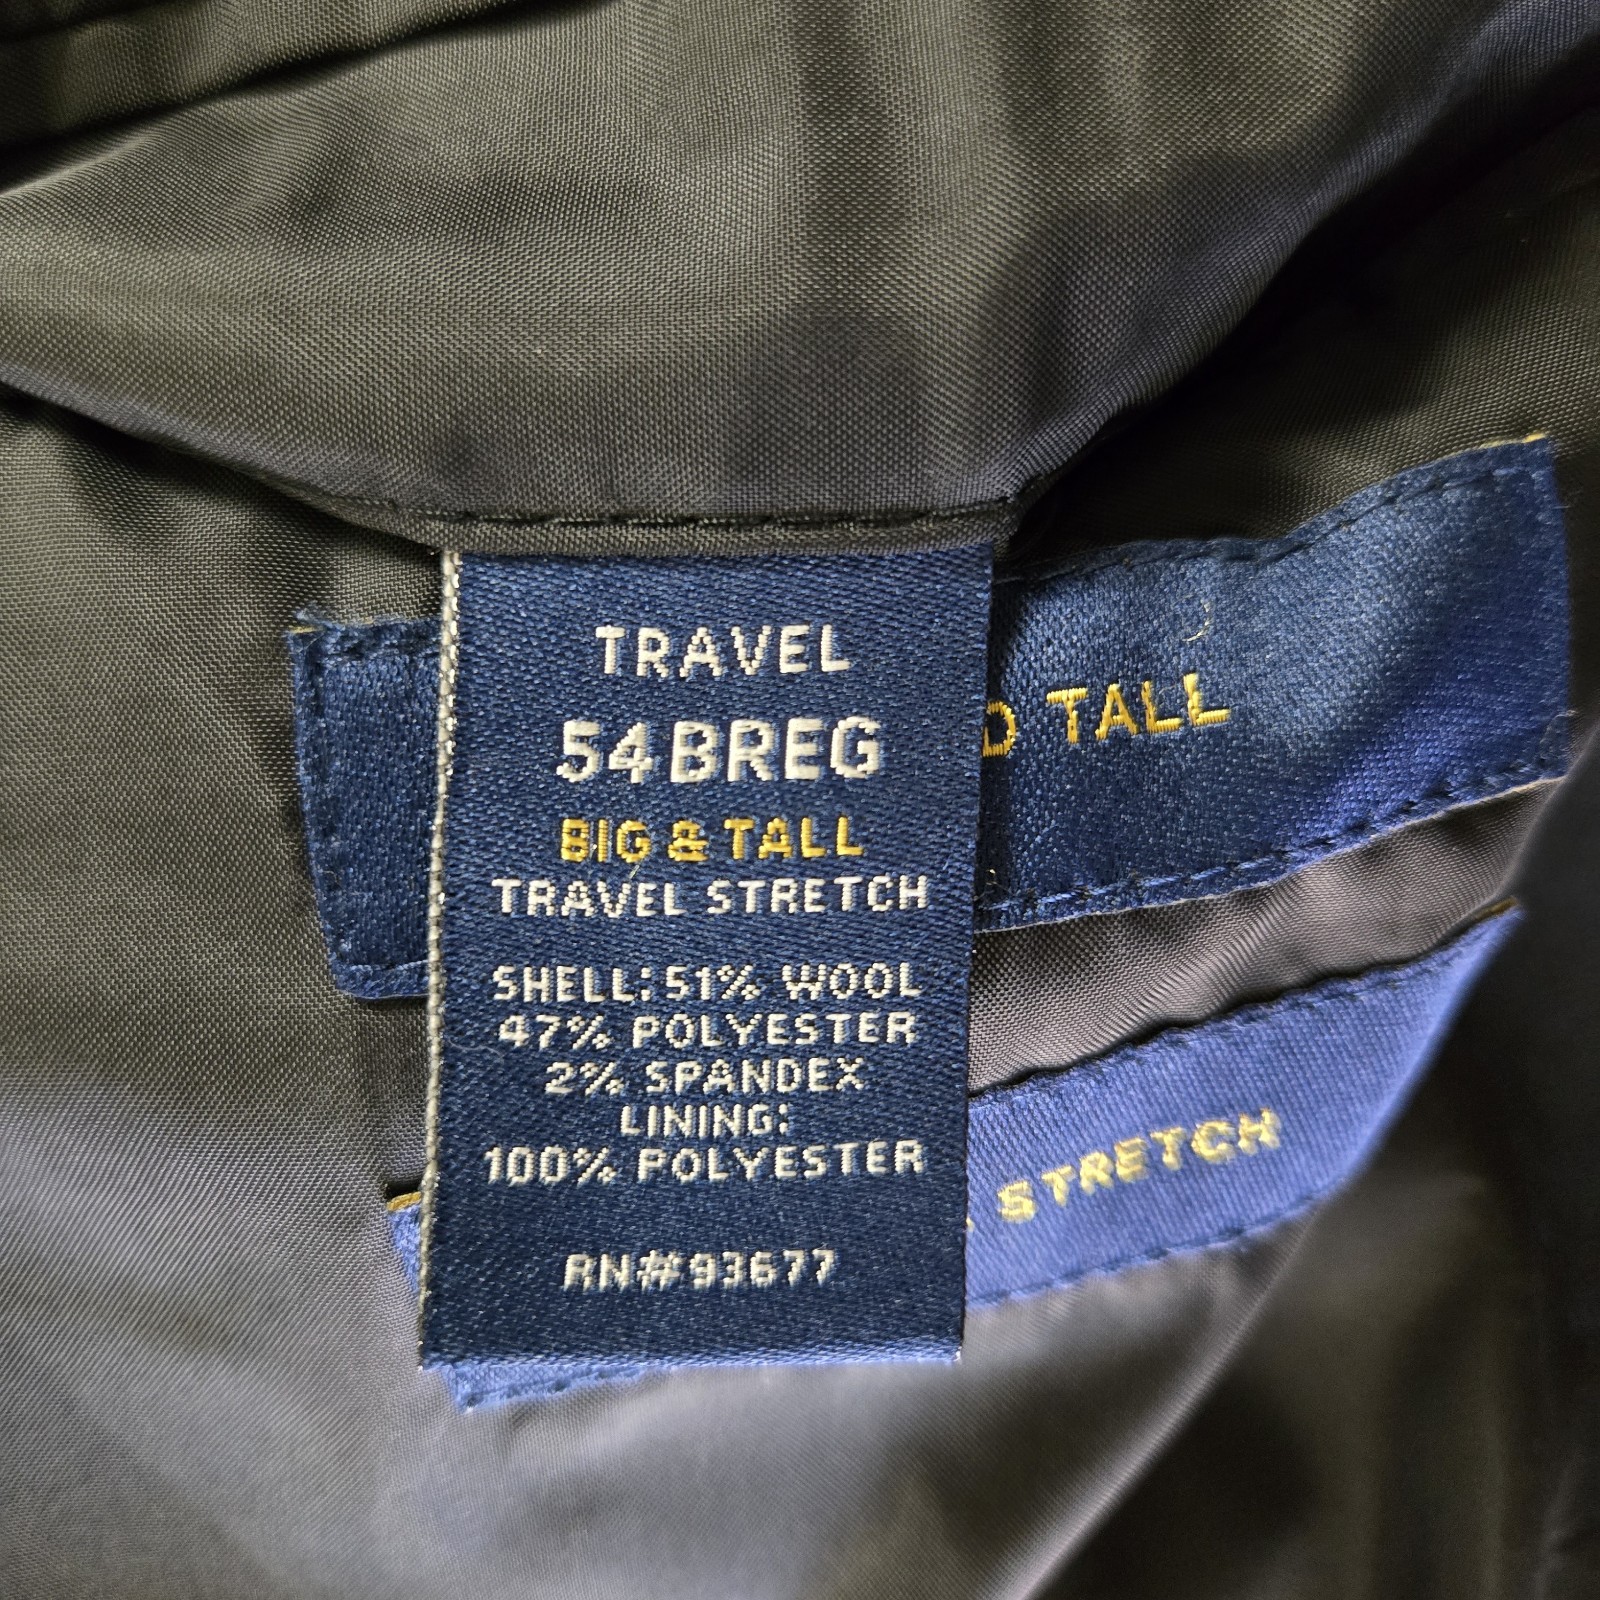 TRAVEL
54BREG
BIG & TALL
TRAVEL STRETCH
SHELL: 51% WOOL
47% POLYESTER
2% SPANDEX
LINING:
100% POLYESTER
RN#93677
TALL
STRETCH